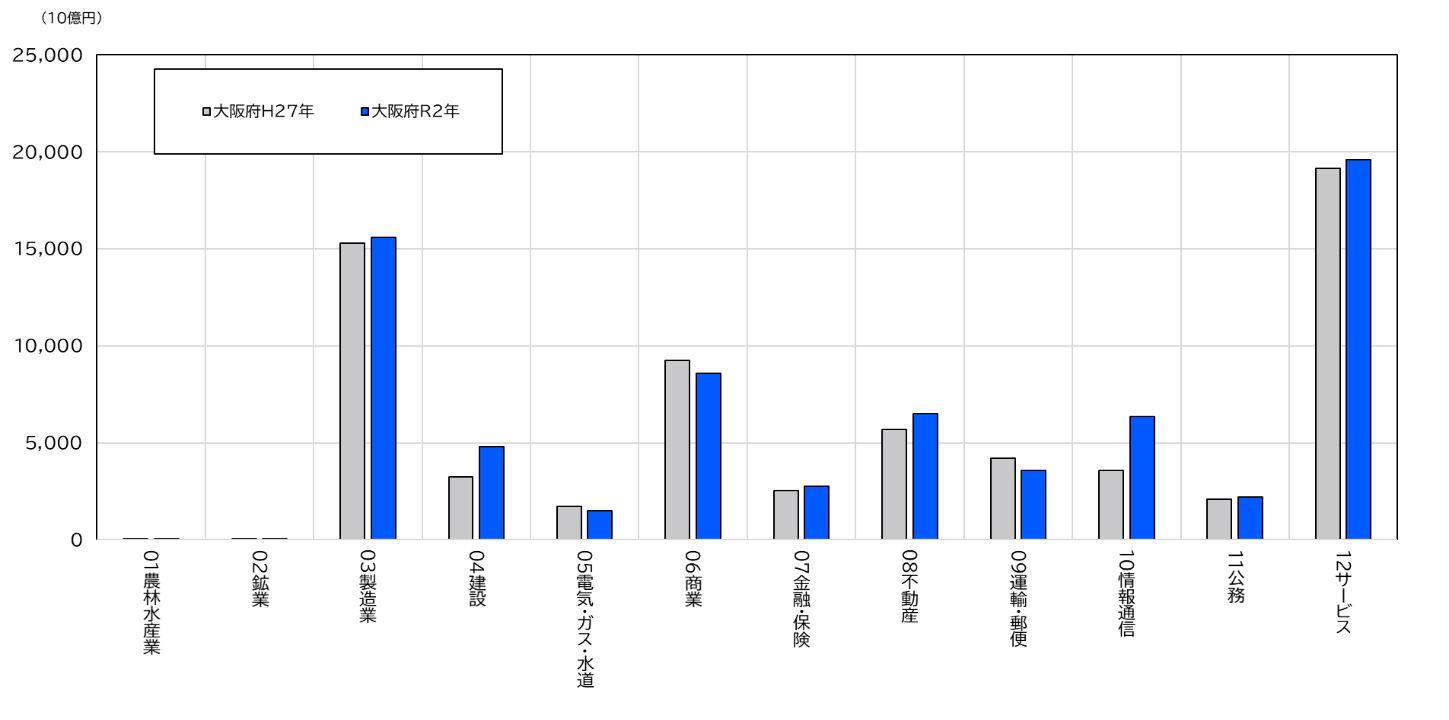 （10億円）
25,000
20,000
15,000
10,000
5,000
0
大阪府H27年
大阪府R2年
01農林水産業
02鉱業
03製造業
04建設
05電気・ガス・水道
06商業
07金融・保険
08不動産
09運輸・郵便
10情報通信
11公務
12サービス